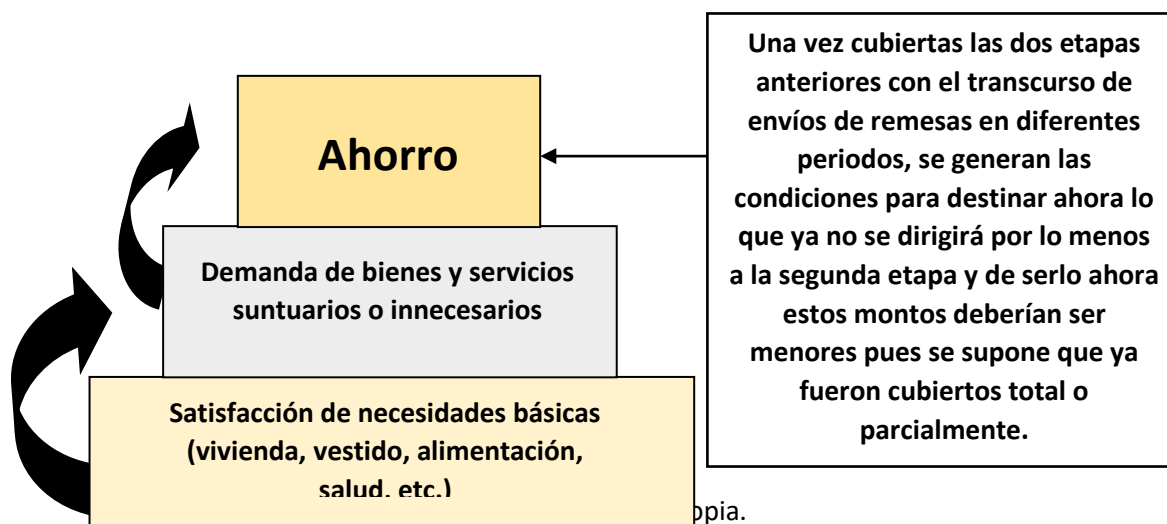 Ahorro
Demanda de bienes y servicios
suntuarios o innecesarios
Satisfacción de necesidades básicas
(vivienda, vestido, alimentación,
salud, etc.)
Una vez cubiertas las dos etapas
anteriores con el transcurso de
envíos de remesas en diferentes
periodos, se generan las
condiciones para destinar ahora lo
que ya no se dirigirá por lo menos
a la segunda etapa y de serlo ahora
estos montos deberían ser
menores pues se supone que ya
fueron cubiertos total o
parcialmente.